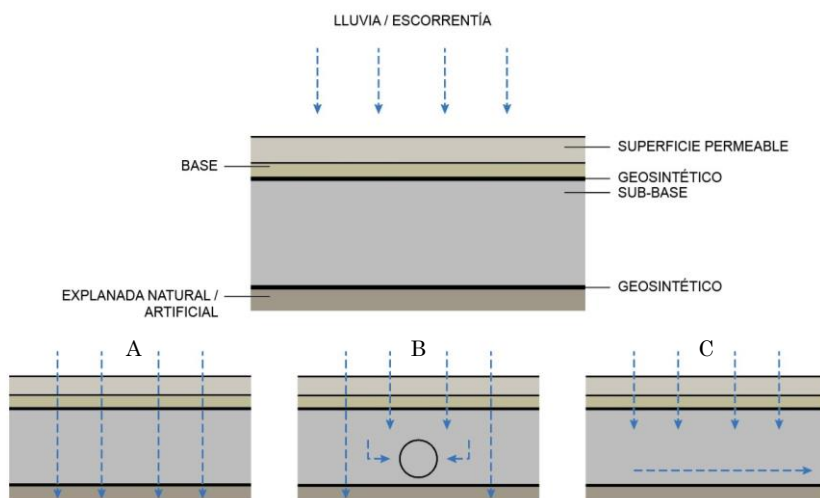 LLUVIA / ESCORRENTÍA
SUPERFICIE PERMEABLE
BASE
GEOSINTÉTICO
SUB-BASE
GEOSINTÉTICO
EXPLANADA NATURAL /
ARTIFICIAL
A
B
C